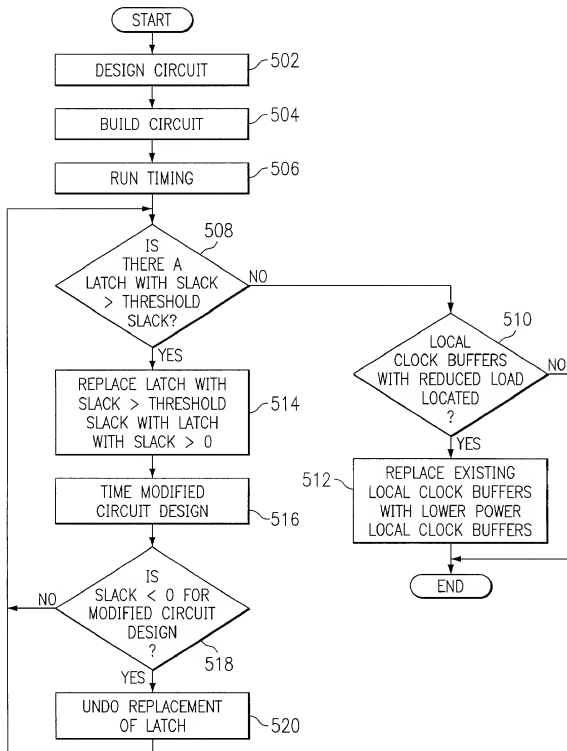 START
DESIGN CIRCUIT
502
BUILD CIRCUIT
504
RUN TIMING
506
508
IS
THERE A
LATCH WITH SLACK
> THRESHOLD
SLACK?
NO
YES
510
LOCAL
CLOCK BUFFERS
WITH REDUCED LOAD
LOCATED
?
NO
YES
REPLACE LATCH WITH
SLACK > THRESHOLD
SLACK WITH LATCH
WITH SLACK > 0
514
512
REPLACE EXISTING
LOCAL CLOCK BUFFERS
WITH LOWER POWER
LOCAL CLOCK BUFFERS
TIME MODIFIED
CIRCUIT DESIGN
516
END
IS
SLACK < 0 FOR
MODIFIED CIRCUIT
DESIGN
?
NO
518
YES
UNDO REPLACEMENT
OF LATCH
520